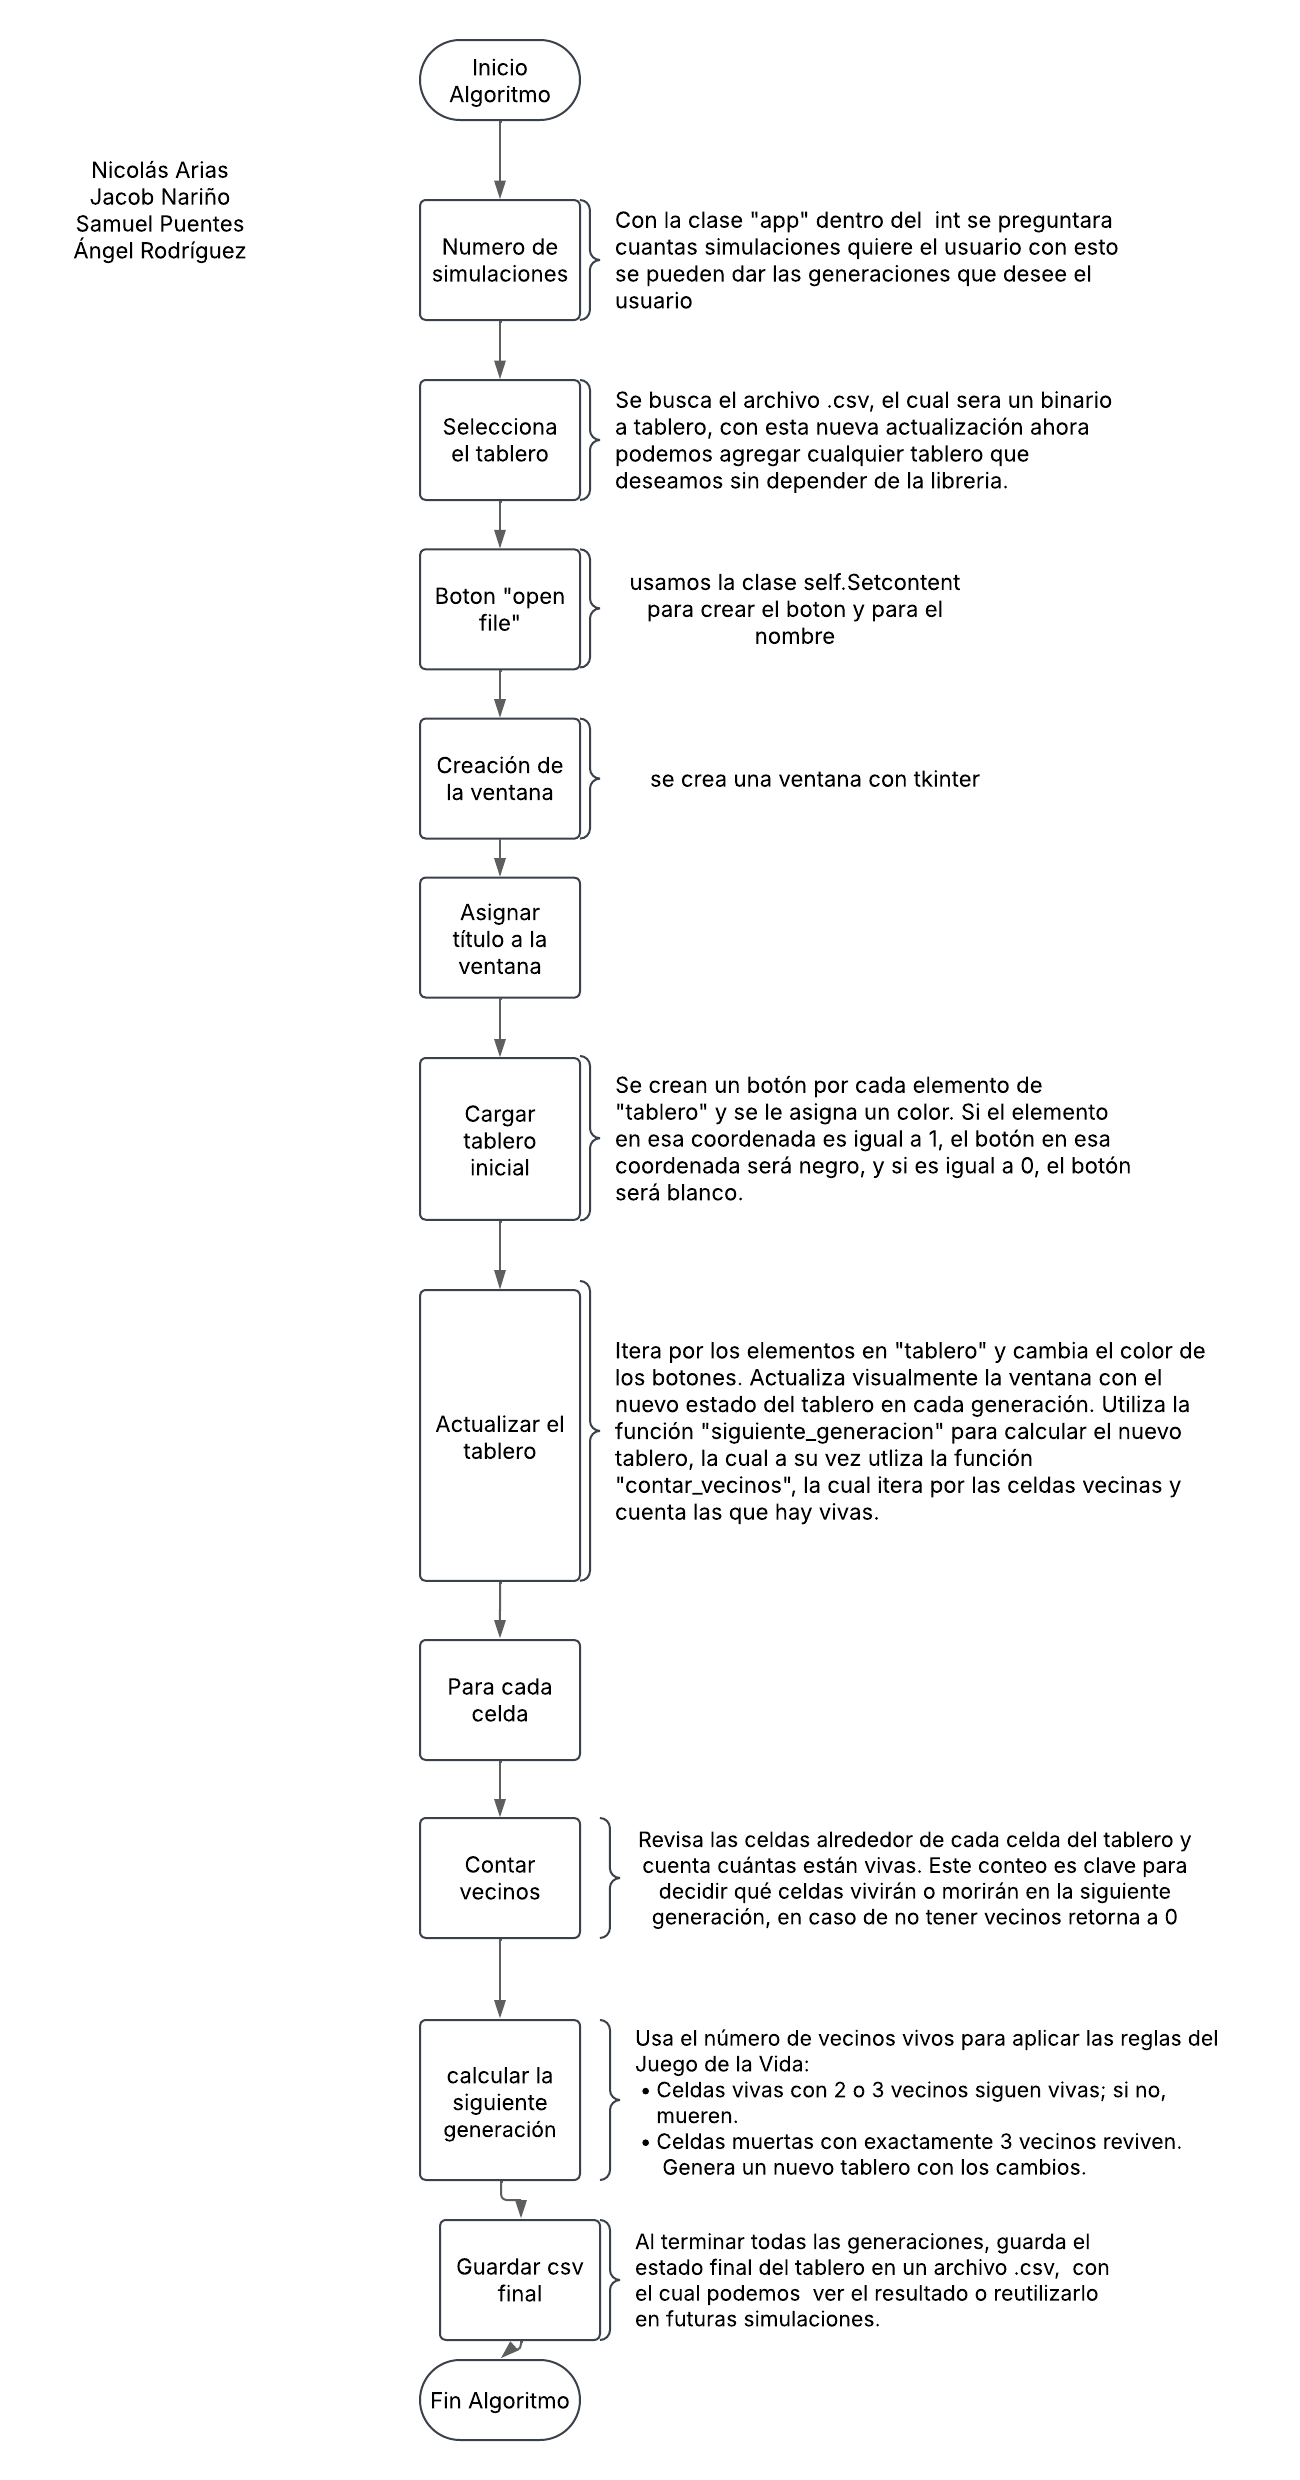 Inicio
Algoritmo
Nicolás Arias
Jacob Nariño
Samuel Puentes
Ángel Rodríguez
Numero de
simulaciones
Con la clase "app" dentro del  int se preguntara
cuantas simulaciones quiere el usuario con esto
se pueden dar las generaciones que desee el
usuario
Selecciona
el tablero
Se busca el archivo .csv, el cual sera un binario
a tablero, con esta nueva actualización ahora
podemos agregar cualquier tablero que
deseamos sin depender de la libreria.
Boton "open
file"
usamos la clase self.Setcontent
para crear el boton y para el
nombre
Creación de
la ventana
se crea una ventana con tkinter
Asignar
título a la
ventana
Cargar
tablero
inicial
Se crean un botón por cada elemento de
"tablero" y se le asigna un color. Si el elemento
en esa coordenada es igual a 1, el botón en esa
coordenada será negro, y si es igual a 0, el botón
será blanco.
Actualizar el
tablero
Itera por los elementos en "tablero" y cambia el color de
los botones. Actualiza visualmente la ventana con el
nuevo estado del tablero en cada generación. Utiliza la
función "siguiente_generacion" para calcular el nuevo
tablero, la cual a su vez utliza la función
"contar_vecinos", la cual itera por las celdas vecinas y
cuenta las que hay vivas.
Para cada
celda
Contar
vecinos
Revisa las celdas alrededor de cada celda del tablero y
cuenta cuántas están vivas. Este conteo es clave para
decidir qué celdas vivirán o morirán en la siguiente
generación, en caso de no tener vecinos retorna a 0
calcular la
siguiente
generación
Usa el número de vecinos vivos para aplicar las reglas del
Juego de la Vida:
• Celdas vivas con 2 o 3 vecinos siguen vivas; si no,
mueren.
• Celdas muertas con exactamente 3 vecinos reviven.
Genera un nuevo tablero con los cambios.
Guardar csv
final
Al terminar todas las generaciones, guarda el
estado final del tablero en un archivo .csv,  con
el cual podemos  ver el resultado o reutilizarlo
en futuras simulaciones.
Fin Algoritmo